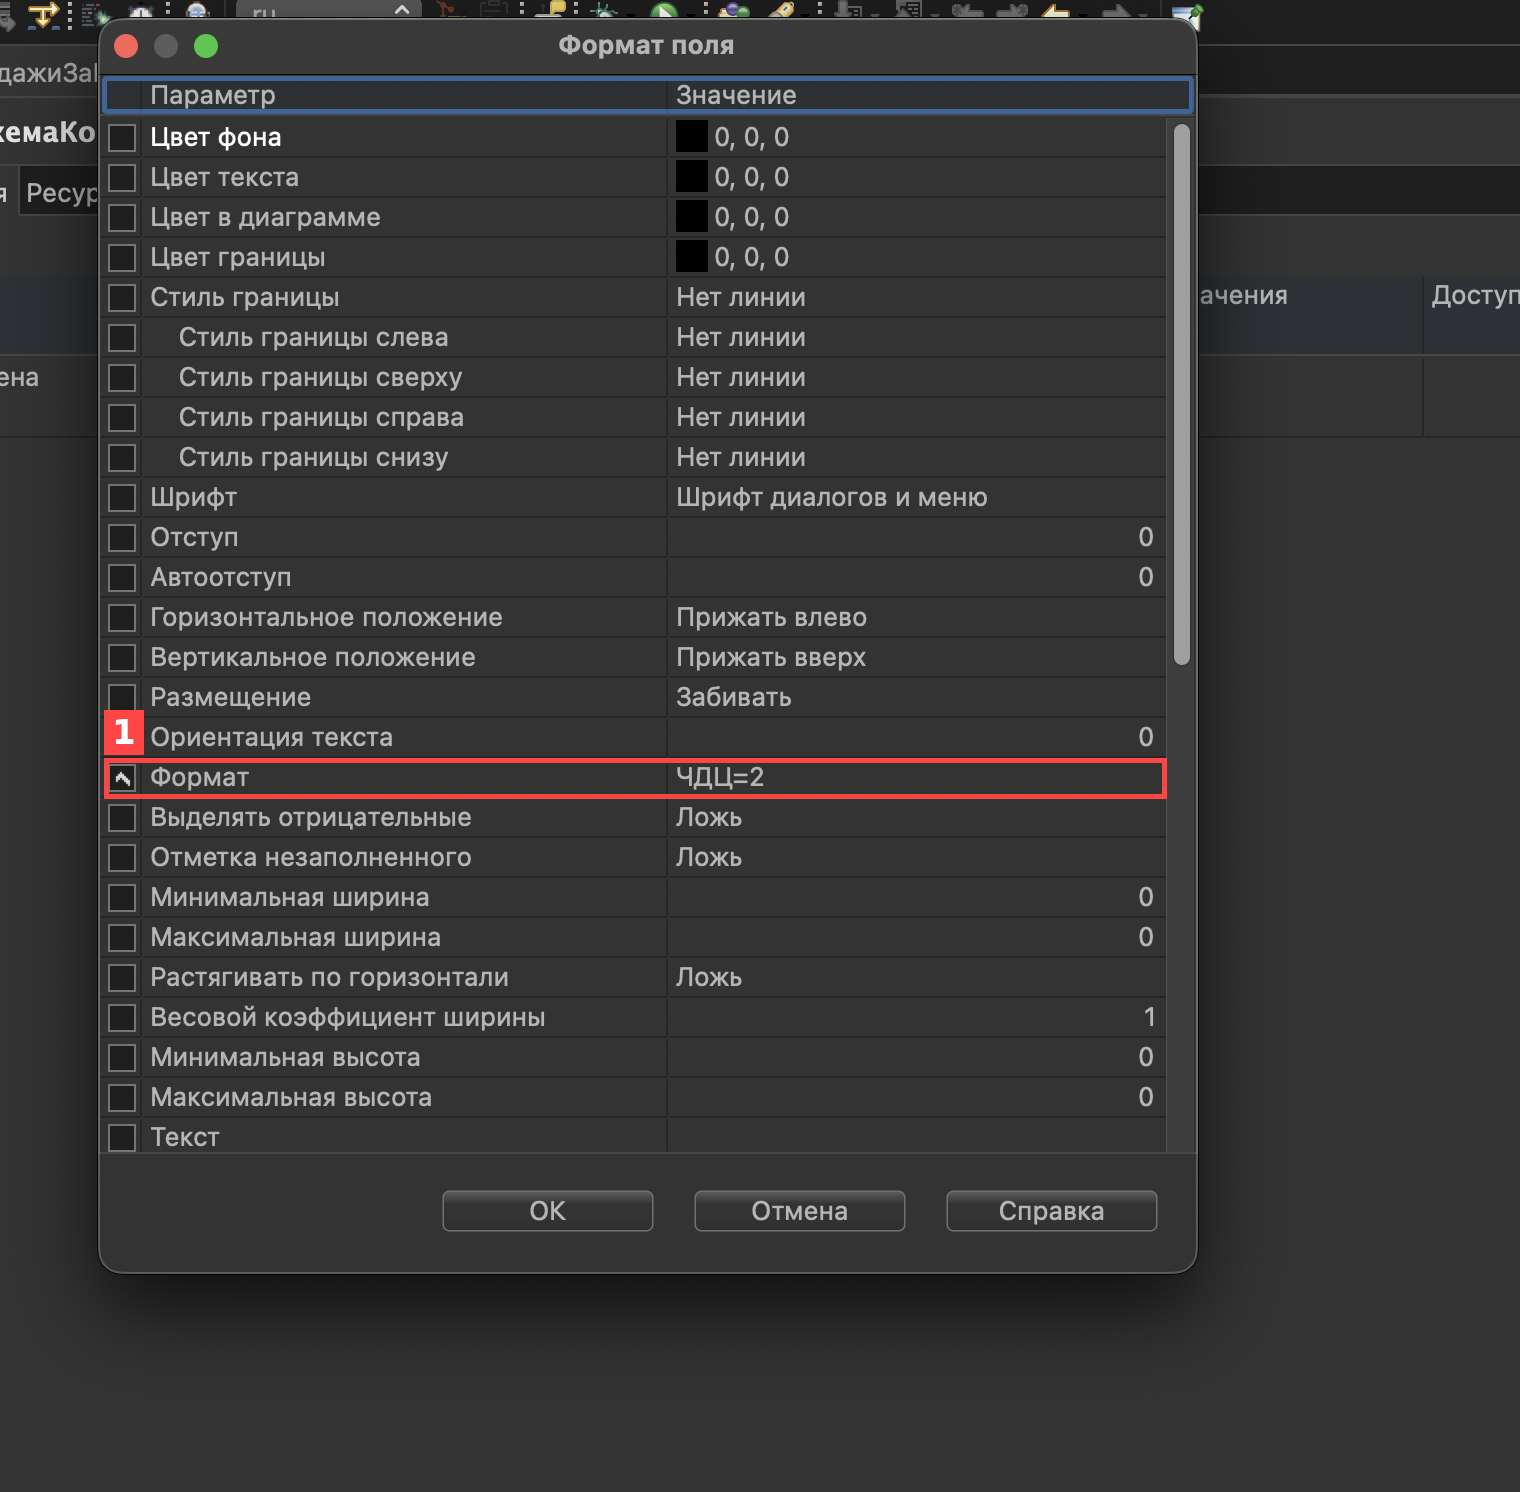 ru
Формат поля
Параметр Значение
Цвет фона 0, 0, 0
Цвет текста 0, 0, 0
Цвет в диаграмме 0, 0, 0
Цвет границы 0, 0, 0
Стиль границы Нет линии
Стиль границы слева Нет линии
Стиль границы сверху Нет линии
Стиль границы справа Нет линии
Стиль границы снизу Нет линии
Шрифт Шрифт диалогов и меню
Отступ 0
Автоотступ 0
Горизонтальное положение Прижать влево
Вертикальное положение Прижать вверх
Размещение Забивать
1
Ориентация текста 0
Формат ЧДЦ=2
Выделять отрицательные Ложь
Отметка незаполненного Ложь
Минимальная ширина 0
Максимальная ширина 0
Растягивать по горизонтали Ложь
Весовой коэффициент ширины 1
Минимальная высота 0
Максимальная высота 0
Текст
ОК Отмена Справка
дажиЗа
кемаКо
я Ресур
ачения Доступ
ена